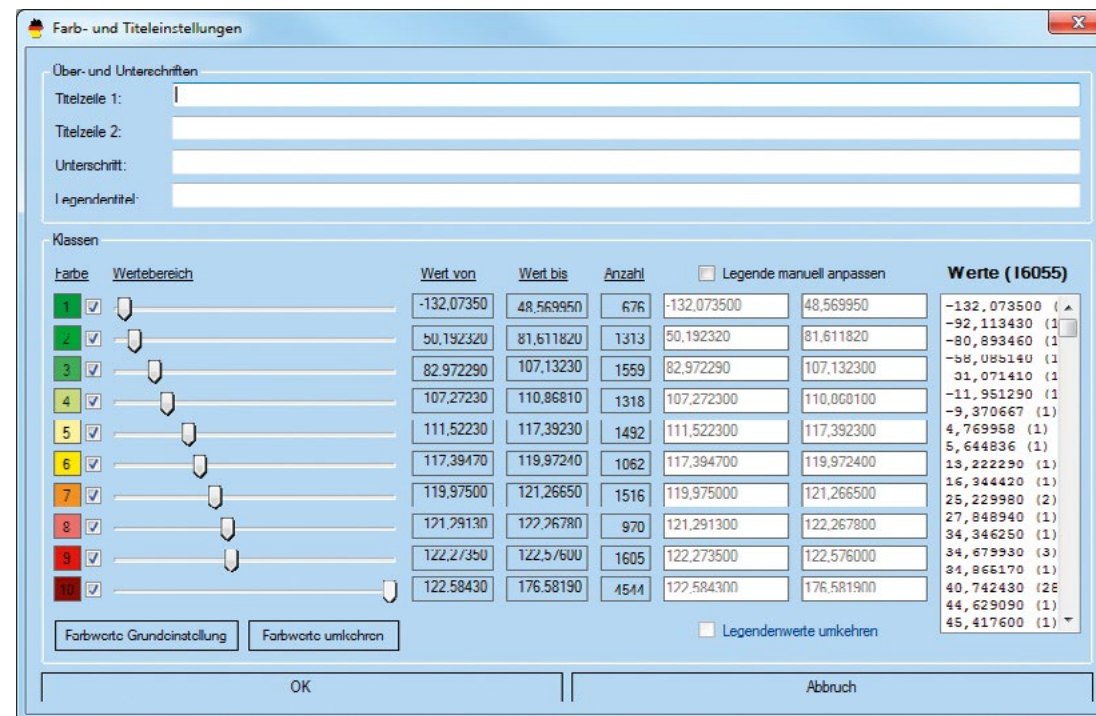 Farb- und Titeleinstellungen
X
Über- und Unterschriften
Titelzeile 1:
Titelzeile 2:
Unterschrift:
Legendentitel:
Klassen
Farbe Wertebereich Wert von Wert bis Anzahl Legende manuell anpassen Werte (16055)
1 -132,07350 48,569950 676 -132,073500 48,569950
2 50,192320 81,611820 1313 50,192320 81,611820
3 82,972290 107,13230 1559 82,972290 107,132300
4 107,27230 110,86810 1318 107,272300 110,868100
5 111,52230 117,39230 1492 111,522300 117,392300
6 117,39470 119,97240 1062 117,394700 119,972400
7 119,97500 121,26650 1516 119,975000 121,266500
8 121,29130 122,26780 970 121,291300 122,267800
9 122,27350 122,57600 1605 122,273500 122,576000
10 122.58430 176.58190 4544 122,584300 176,581900
-132,073500 (
-92,113430 (1
-80,893460 (1
-58,085140 (1
31,071410 (1
-11,951290 (1
-9,370667 (1)
4,769958 (1)
5,644836 (1)
13,222290 (1)
16,344420 (1)
25,229980 (2)
27,848940 (1)
34,346250 (1)
34,679930 (3)
34,866170 (1)
40,742430 (28
44,629090 (1)
45,417600 (1)
Farbwerte Grundeinstellung Farbwerte umkehren Legendenwerte umkehren
OK Abbruch